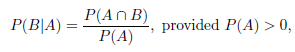 P(B|A) = P(A ∩ B) / P(A), provided P(A) > 0,